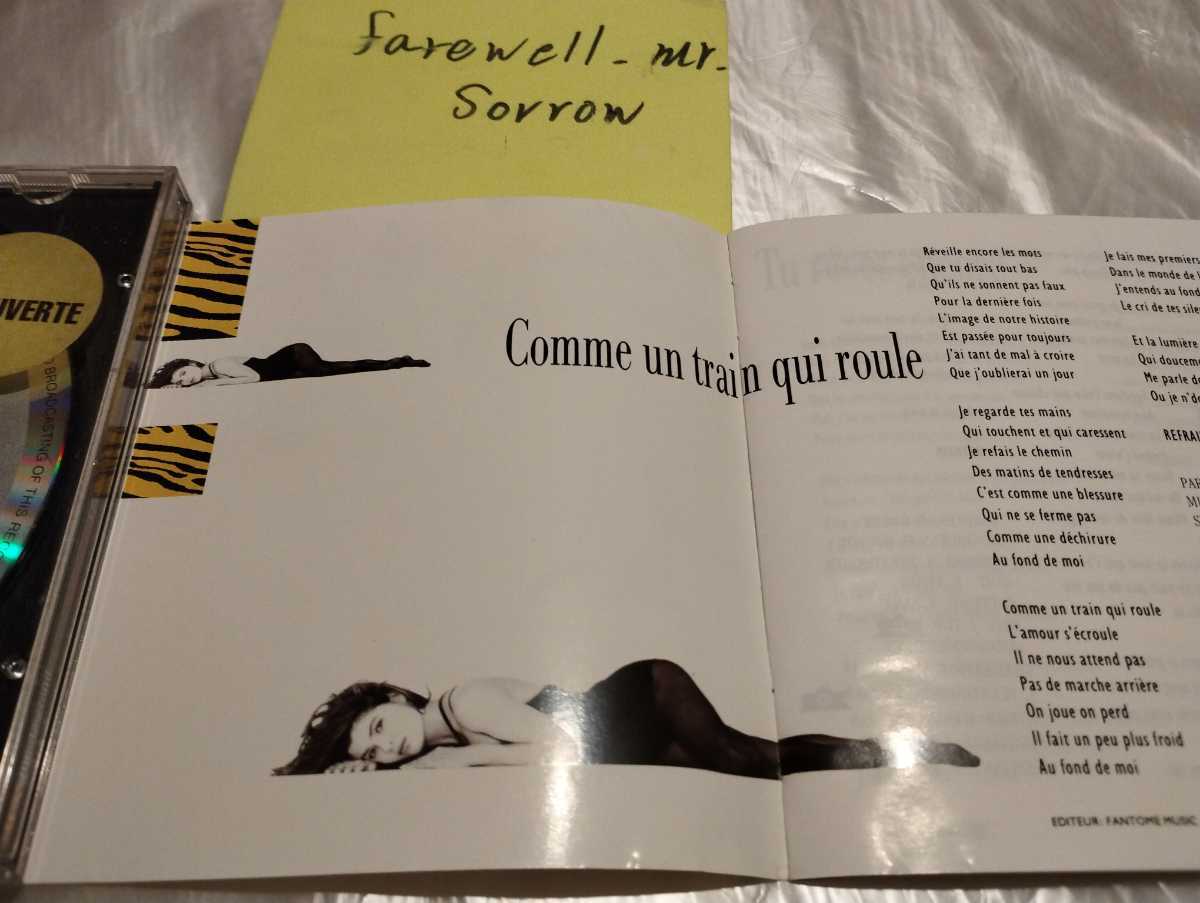 farewell - mr.
Sorrow
UVERTE
BROADCASTING OF THIS RECO
Comme un train qui roule
Réveille encore les mots
Que tu disais tout bas
Qu'ils ne sonnent pas faux
Pour la dernière fois
L'image de notre histoire
Est passée pour toujours
J'ai tant de mal à croire
Que j'oublierai un jour
Je regarde tes mains
Qui touchent et qui caressent
Je refais le chemin
Des matins de tendresses
C'est comme une blessure
Qui ne se ferme pas
Comme une déchirure
Au fond de moi
Comme un train qui roule
L'amour s'écroule
Il ne nous attend pas
Pas de marche arrière
On joue on perd
Il fait un peu plus froid
Au fond de moi
EDITEUR: FANTOME MUSIC
Je fais mes premiers
Dans le monde de l
J'entends au fond
Le cri de tes sile
Et la lumière
Qui douceme
Me parle de
Ou je n'de
REFRAI
PAR
MU
S